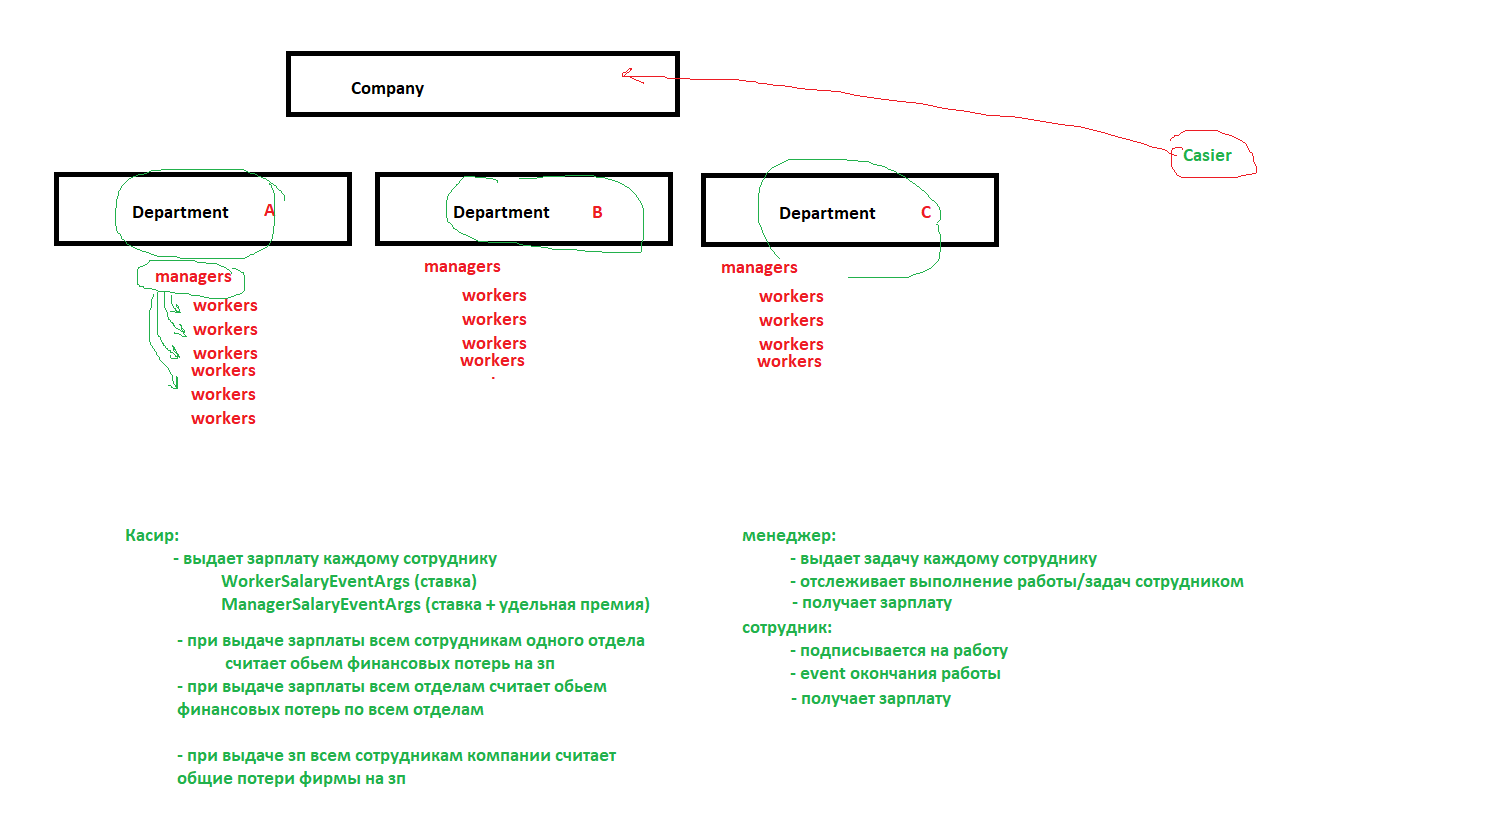 Company
Casier
Department A
Department B
Department C
managers
workers
workers
workers
workers
workers
workers
managers
workers
workers
workers
workers
managers
workers
workers
workers
workers
Касир:
- выдает зарплату каждому сотруднику
WorkerSalaryEventArgs (ставка)
ManagerSalaryEventArgs (ставка + удельная премия)
- при выдаче зарплаты всем сотрудникам одного отдела
считает обьем финансовых потерь на зп
- при выдаче зарплаты всем отделам считает обьем
финансовых потерь по всем отделам
- при выдаче зп всем сотрудникам компании считает
общие потери фирмы на зп
менеджер:
- выдает задачу каждому сотруднику
- отслеживает выполнение работы/задач сотрудником
- получает зарплату
сотрудник:
- подписывается на работу
- event окончания работы
- получает зарплату